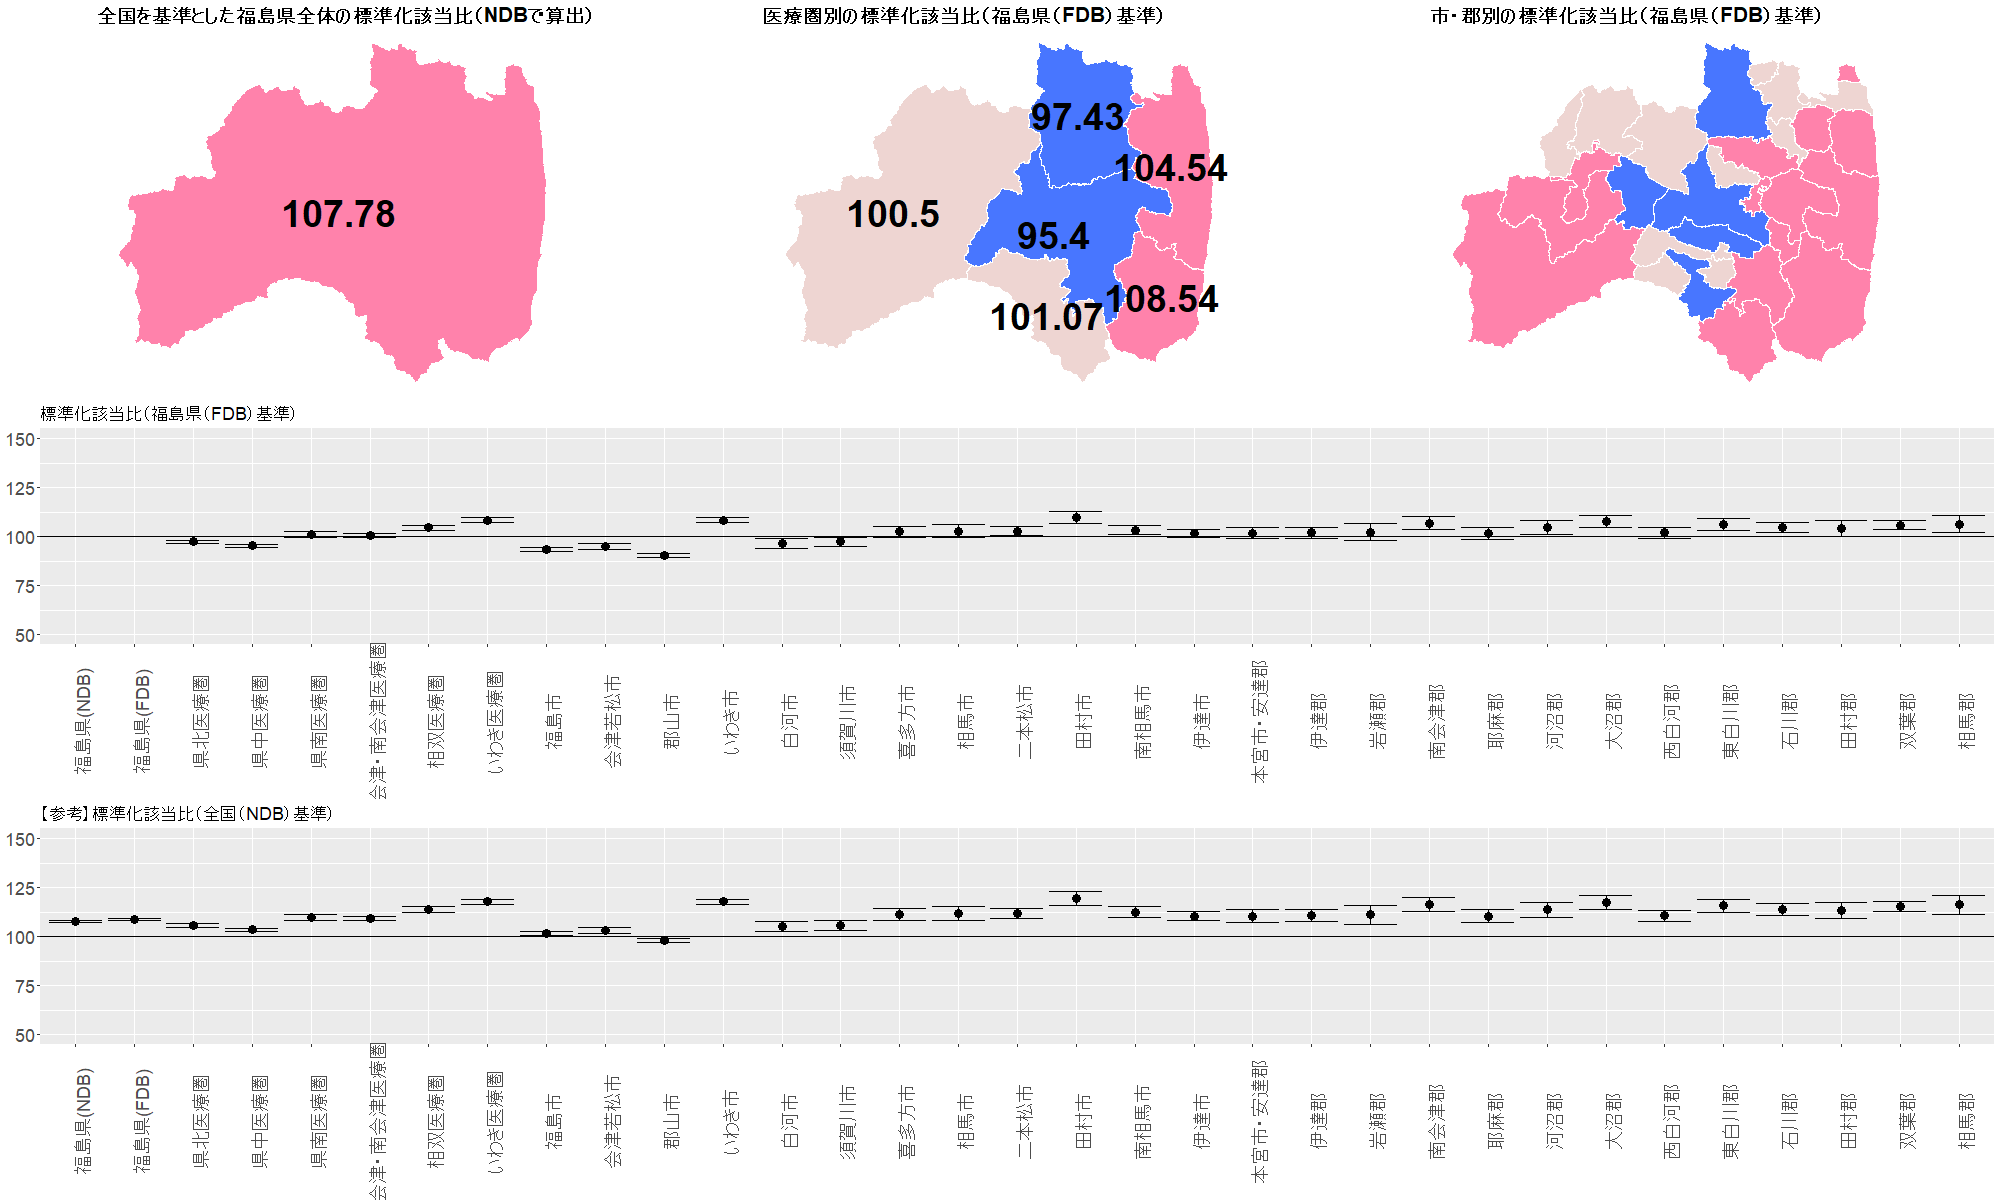 全国を基準とした福島県全体の標準化該当比（NDBで算出）
医療圏別の標準化該当比（福島県（FDB）基準）
市・郡別の標準化該当比（福島県（FDB）基準）
107.78
97.43
104.54
100.5
95.4
108.54
101.07
標準化該当比（福島県（FDB）基準）
150
125
100
75
50
福島県(NDB)
福島県(FDB)
県北医療圏
県中医療圏
県南医療圏
会津・南会津医療圏
相双医療圏
いわき医療圏
福島市
会津若松市
郡山市
いわき市
白河市
須賀川市
喜多方市
相馬市
二本松市
田村市
南相馬市
伊達市
本宮市・安達郡
伊達郡
岩瀬郡
南会津郡
耶麻郡
河沼郡
大沼郡
西白河郡
東白川郡
石川郡
田村郡
双葉郡
相馬郡
【参考】標準化該当比（全国（NDB）基準）
150
125
100
75
50
福島県(NDB)
福島県(FDB)
県北医療圏
県中医療圏
県南医療圏
会津・南会津医療圏
相双医療圏
いわき医療圏
福島市
会津若松市
郡山市
いわき市
白河市
須賀川市
喜多方市
相馬市
二本松市
田村市
南相馬市
伊達市
本宮市・安達郡
伊達郡
岩瀬郡
南会津郡
耶麻郡
河沼郡
大沼郡
西白河郡
東白川郡
石川郡
田村郡
双葉郡
相馬郡